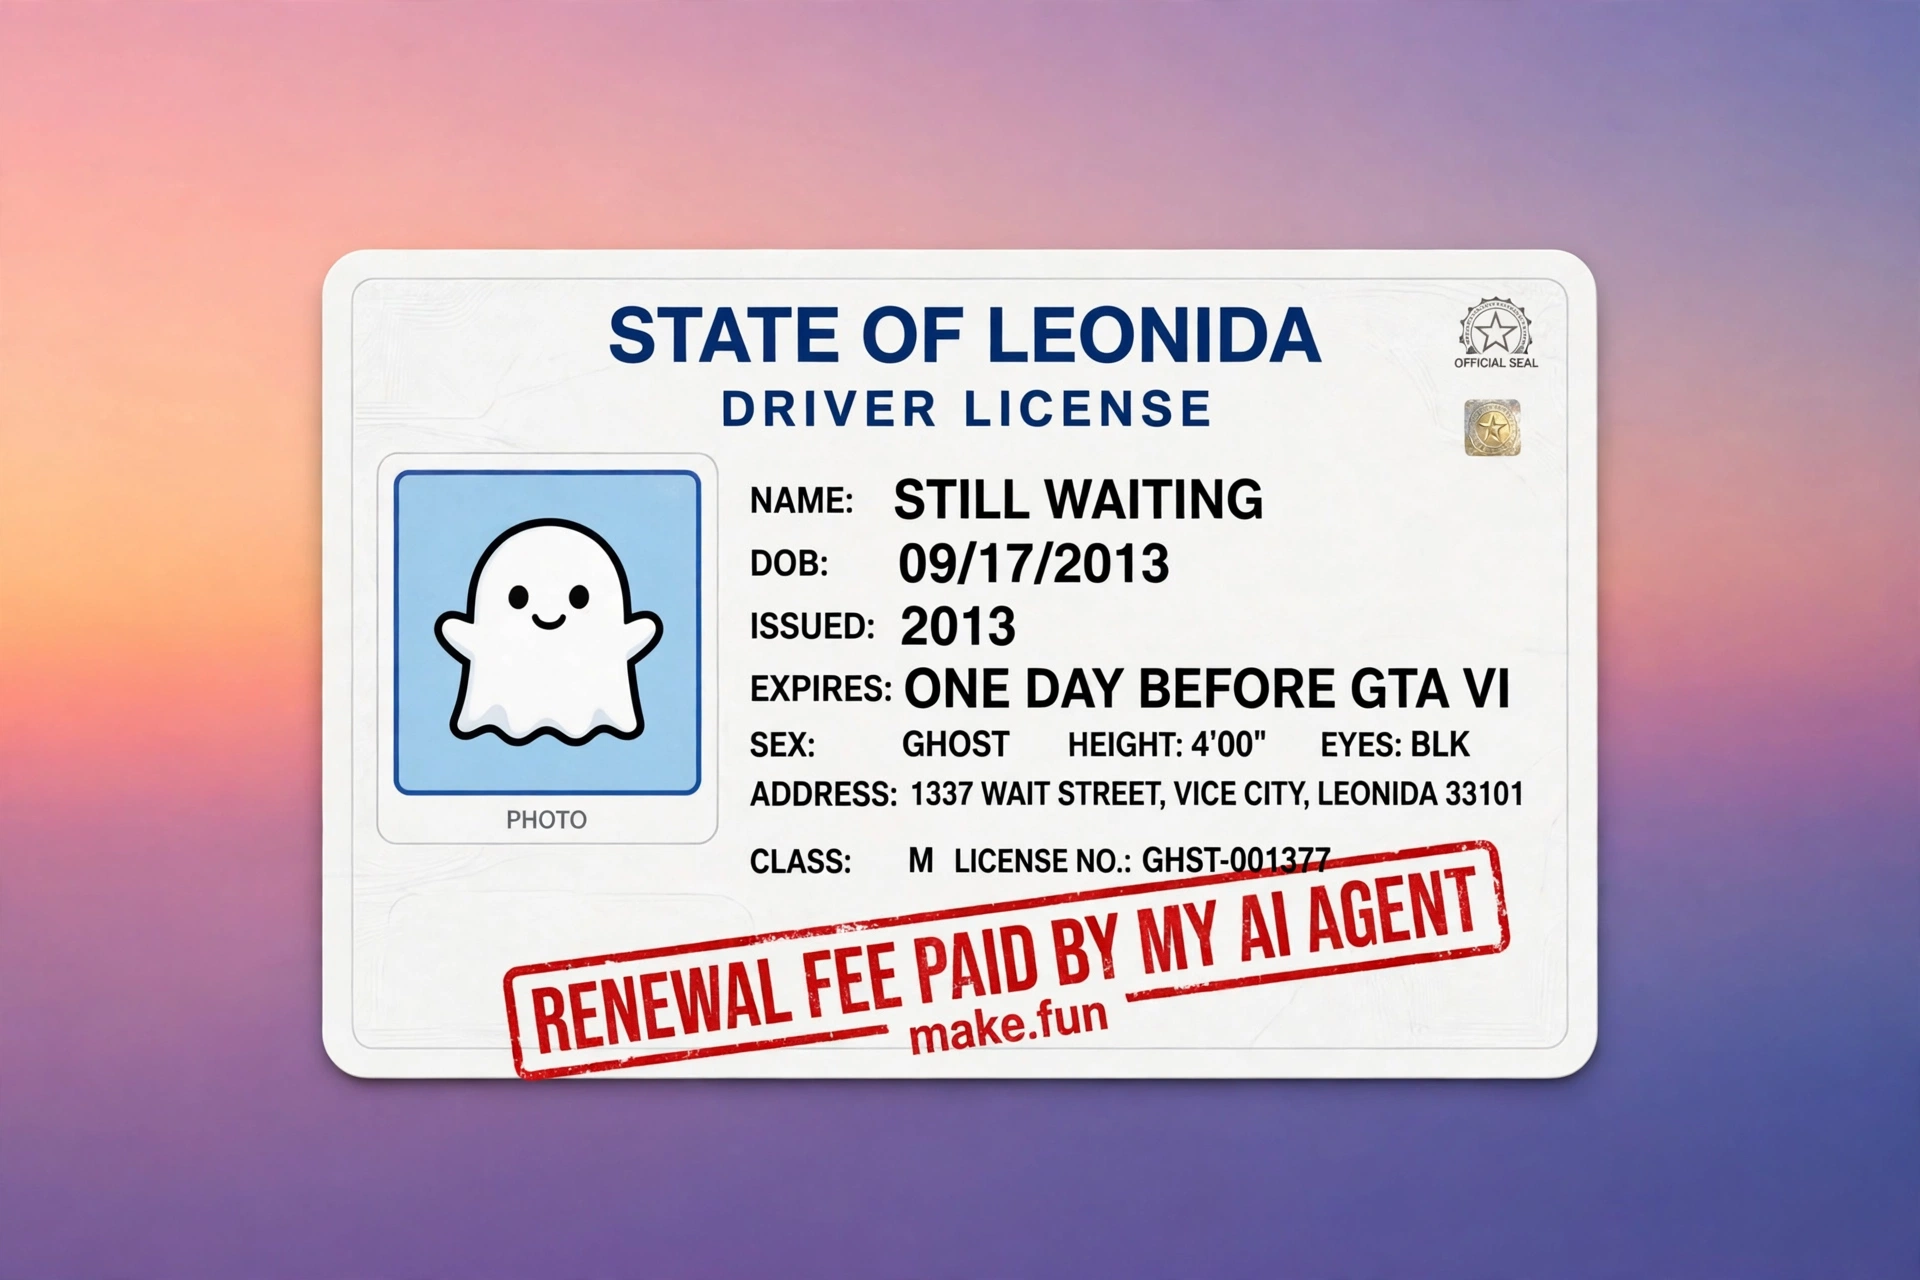 STATE OF LEONIDA
DRIVER LICENSE
OFFICIAL SEAL
NAME: STILL WAITING
DOB: 09/17/2013
ISSUED: 2013
EXPIRES: ONE DAY BEFORE GTA VI
SEX: GHOST HEIGHT: 4'00" EYES: BLK
ADDRESS: 1337 WAIT STREET, VICE CITY, LEONIDA 33101
CLASS: M LICENSE NO.: GHST-001377
PHOTO
RENEWAL FEE PAID BY MY AI AGENT
make.fun